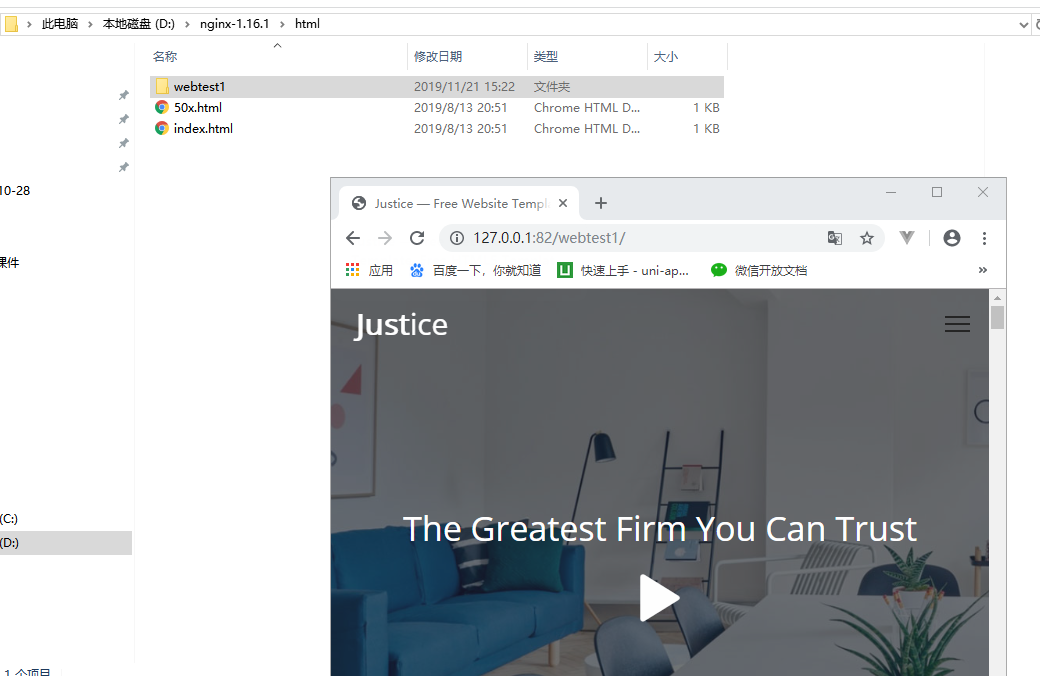 此电脑 > 本地磁盘 (D:) > nginx-1.16.1 > html
名称 修改日期 类型 大小
webtest1 2019/11/21 15:22 文件夹
50x.html 2019/8/13 20:51 Chrome HTML D... 1 KB
index.html 2019/8/13 20:51 Chrome HTML D... 1 KB
10-28
课件
(C:)
(D:)
1 个项目
Justice — Free Website Templ
127.0.0.1:82/webtest1/
应用 百度一下，你就知道 快速上手 - uni-ap... 微信开放文档 »
Justice
The Greatest Firm You Can Trust